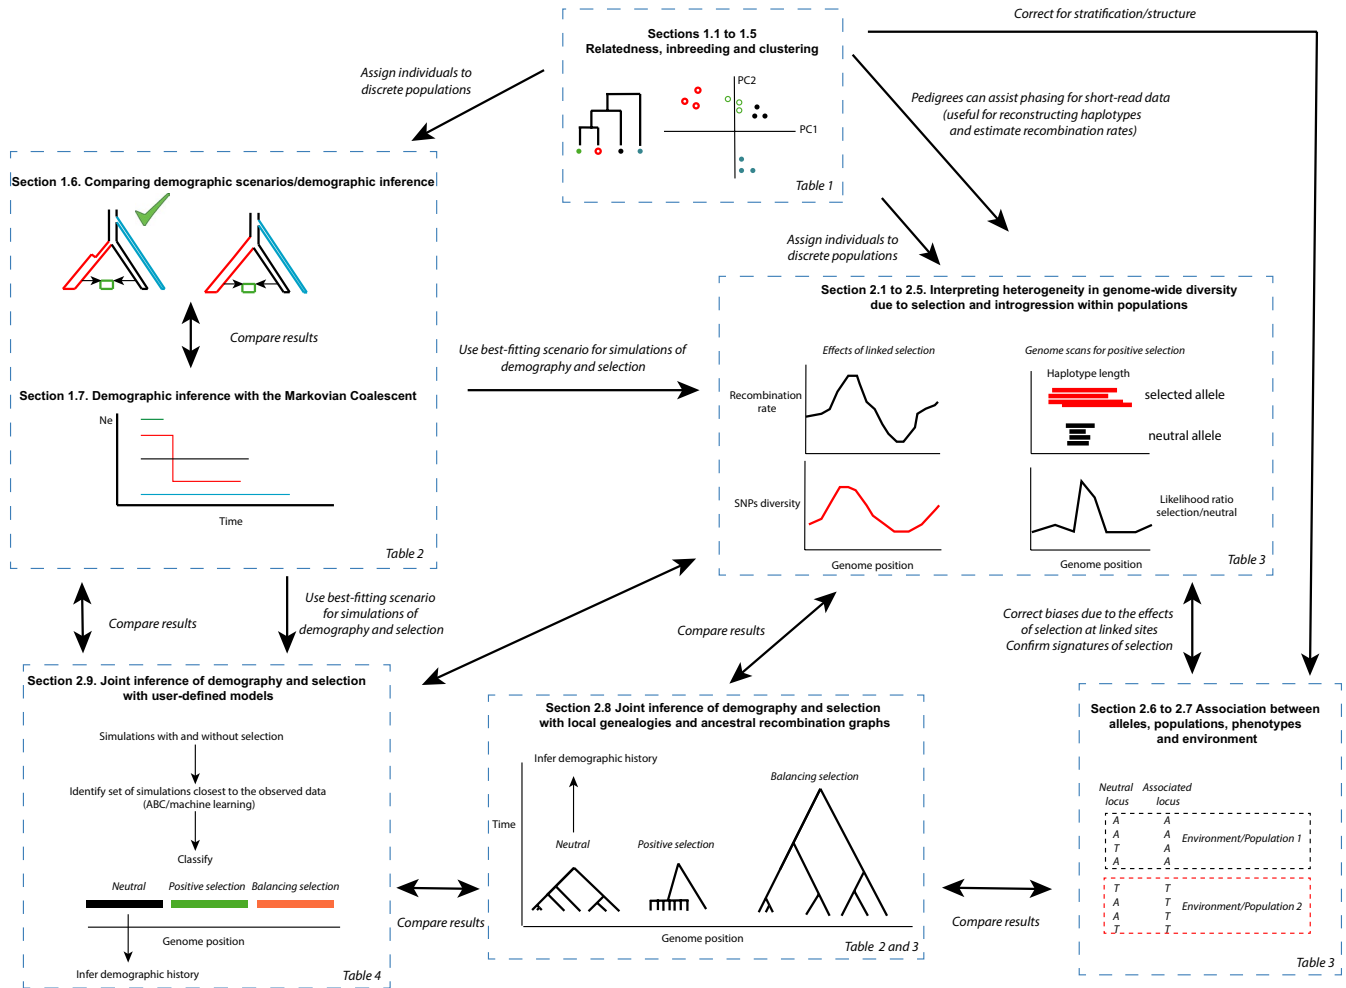 Correct for stratification/structure
Sections 1.1 to 1.5
Relatedness, inbreeding and clustering
PC2
PC1
Table 1
Assign individuals to
discrete populations
Pedigrees can assist phasing for short-read data
(useful for reconstructing haplotypes
and estimate recombination rates)
Assign individuals to
discrete populations
Section 1.6. Comparing demographic scenarios/demographic inference
Compare results
Section 1.7. Demographic inference with the Markovian Coalescent
Ne
Time
Table 2
Use best-fitting scenario for simulations of
demography and selection
Section 2.1 to 2.5. Interpreting heterogeneity in genome-wide diversity
due to selection and introgression within populations
Effects of linked selection
Recombination
rate
SNPs diversity
Genome position
Genome scans for positive selection
Haplotype length
selected allele
neutral allele
Likelihood ratio
selection/neutral
Genome position
Table 3
Compare results
Use best-fitting scenario
for simulations of
demography and selection
Compare results
Correct biases due to the effects
of selection at linked sites
Confirm signatures of selection
Section 2.9. Joint inference of demography and selection
with user-defined models
Simulations with and without selection
Identify set of simulations closest to the observed data
(ABC/machine learning)
Classify
Neutral
Positive selection
Balancing selection
Genome position
Infer demographic history
Table 4
Compare results
Section 2.8 Joint inference of demography and selection
with local genealogies and ancestral recombination graphs
Infer demographic history
Time
Neutral
Positive selection
Balancing selection
Genome position
Table 2 and 3
Compare results
Section 2.6 to 2.7 Association between
alleles, populations, phenotypes
and environment
Neutral Associated
locus locus
A A
A A
T A
A A
Environment/Population 1
T T
A T
A T
T T
Environment/Population 2
Table 3